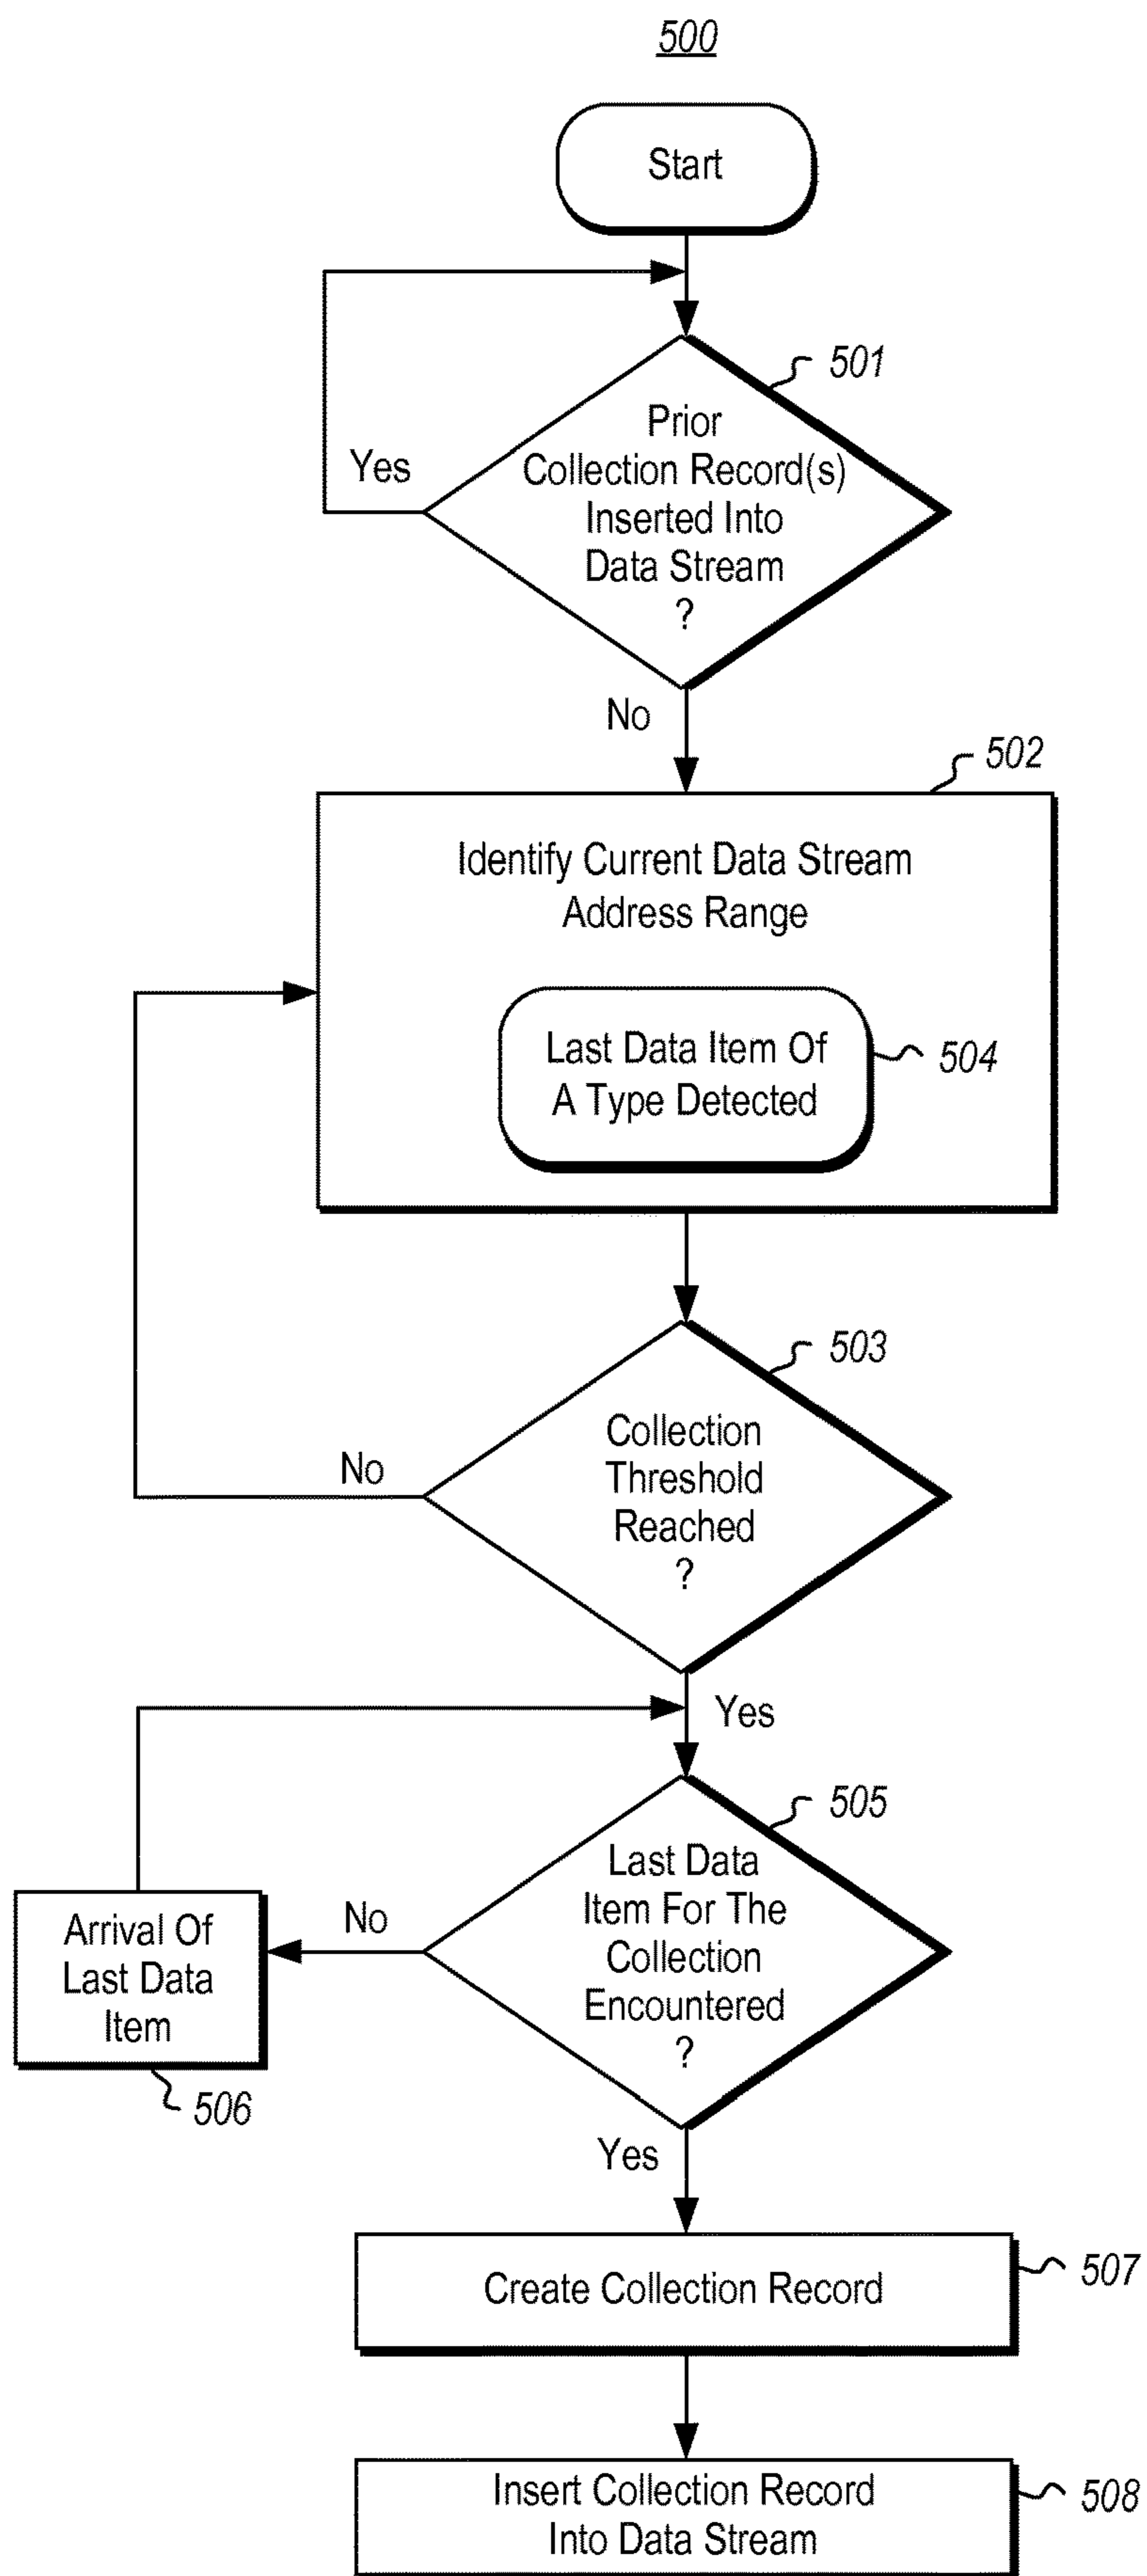 500
Start
501
Prior
Collection Record(s)
Inserted Into
Data Stream
?
Yes
No
502
Identify Current Data Stream
Address Range
Last Data Item Of
A Type Detected
504
503
Collection
Threshold
Reached
?
No
Yes
505
Last Data
Item For The
Collection
Encountered
?
No
Arrival Of
Last Data
Item
506
Yes
Create Collection Record
507
Insert Collection Record
Into Data Stream
508